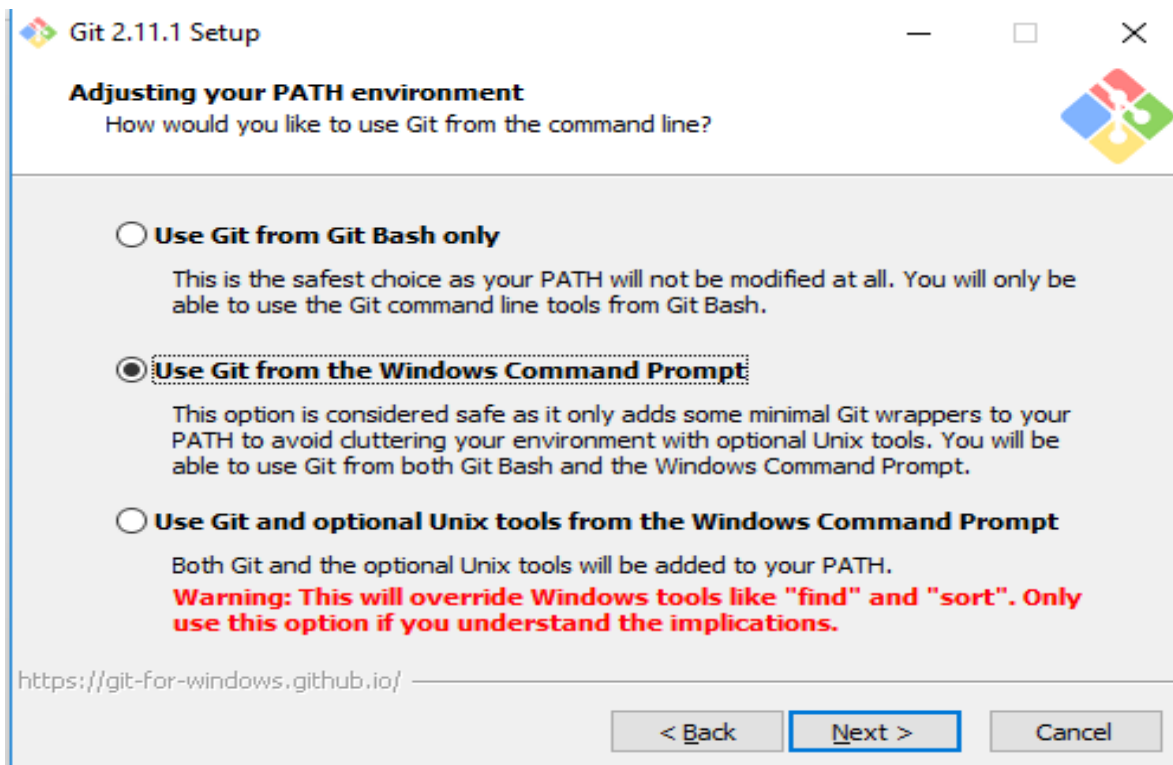 Git 2.11.1 Setup
Adjusting your PATH environment
How would you like to use Git from the command line?
Use Git from Git Bash only
This is the safest choice as your PATH will not be modified at all. You will only be
able to use the Git command line tools from Git Bash.
Use Git from the Windows Command Prompt
This option is considered safe as it only adds some minimal Git wrappers to your
PATH to avoid cluttering your environment with optional Unix tools. You will be
able to use Git from both Git Bash and the Windows Command Prompt.
Use Git and optional Unix tools from the Windows Command Prompt
Both Git and the optional Unix tools will be added to your PATH.
Warning: This will override Windows tools like "find" and "sort". Only
use this option if you understand the implications.
https://git-for-windows.github.io/
< Back Next > Cancel